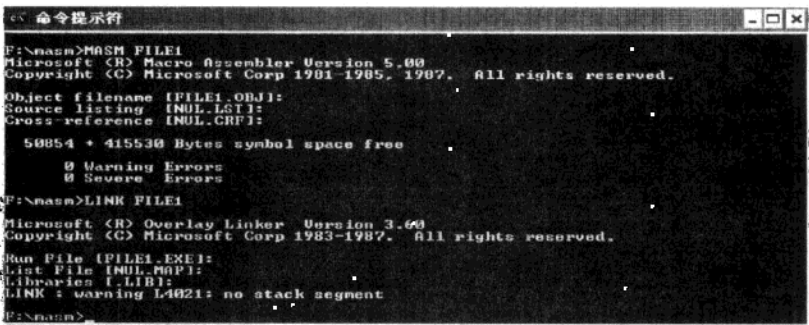 命令提示符
F:\masm>MASM FILE1
Microsoft (R) Macro Assembler Version 5.00
Copyright (C) Microsoft Corp 1981-1985, 1987.  All rights reserved.
Object filename [FILE1.OBJ]:
Source listing  [NUL.LST]:
Cross-reference [NUL.CRF]:
50854 + 415530 Bytes symbol space free
0 Warning Errors
0 Severe  Errors
F:\masm>LINK FILE1
Microsoft (R) Overlay Linker  Version 3.60
Copyright (C) Microsoft Corp 1983-1987.  All rights reserved.
Run File [FILE1.EXE]:
List File [NUL.MAP]:
Libraries [.LIB]:
LINK : warning L4021: no stack segment
F:\masm>